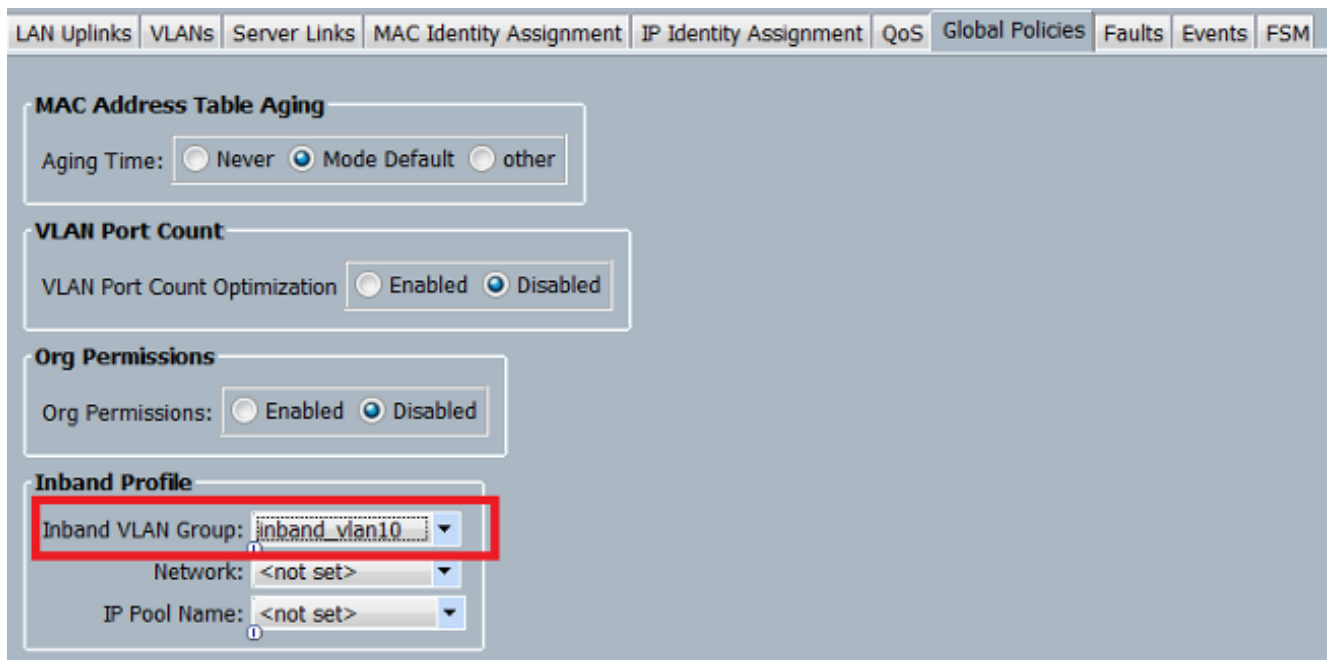 LAN Uplinks VLANs Server Links MAC Identity Assignment IP Identity Assignment QoS Global Policies Faults Events FSM
MAC Address Table Aging
Aging Time: Never Mode Default other
VLAN Port Count
VLAN Port Count Optimization Enabled Disabled
Org Permissions
Org Permissions: Enabled Disabled
Inband Profile
Inband VLAN Group: inband_vlan10
Network: <not set>
IP Pool Name: <not set>